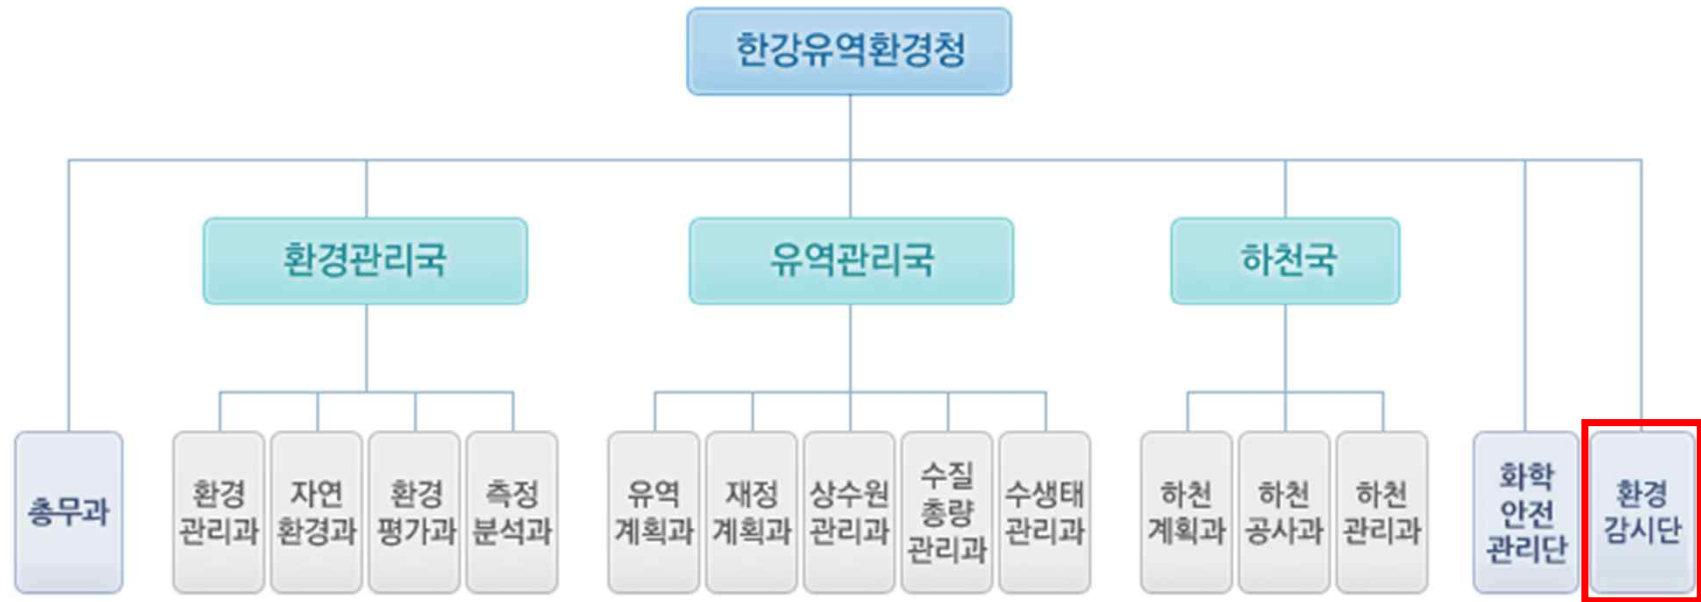 한강유역환경청
환경관리국
유역관리국
하천국
총무과
환경
관리과
자연
환경과
환경
평가과
측정
분석과
유역
계획과
재정
계획과
상수원
관리과
수질
총량
관리과
수생태
관리과
하천
계획과
하천
공사과
하천
관리과
화학
안전
관리단
환경
감시단